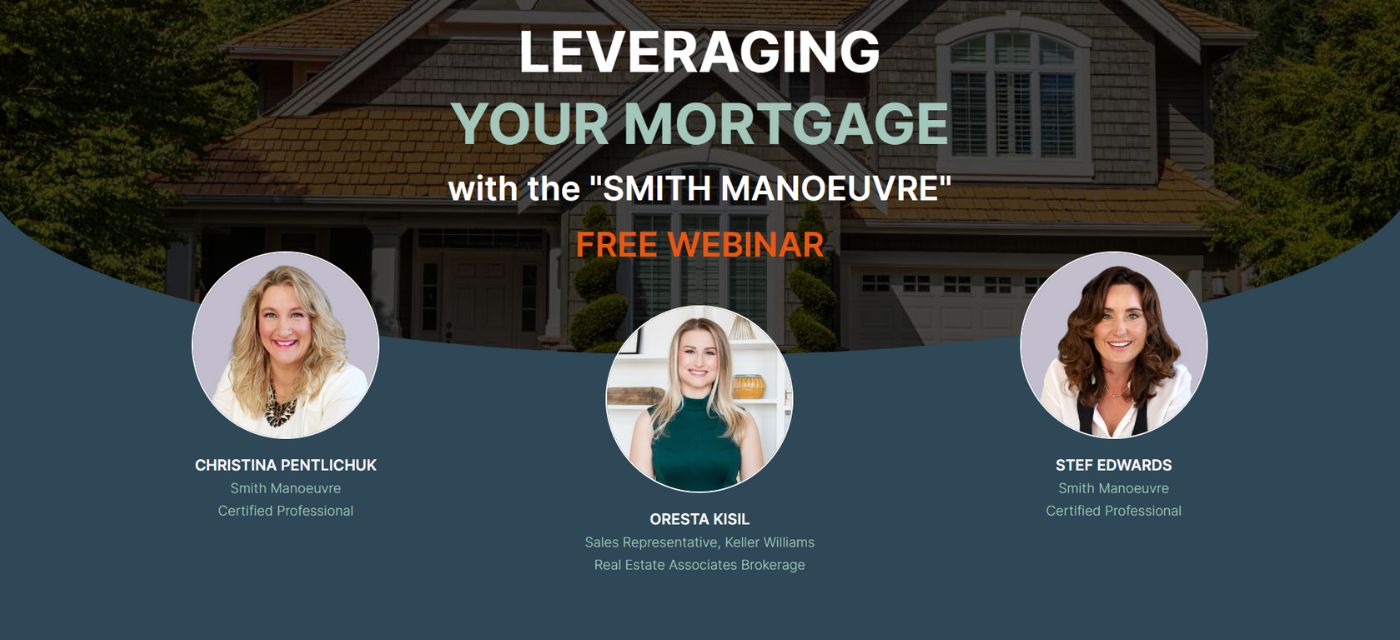 LEVERAGING
YOUR MORTGAGE
with the "SMITH MANOEUVRE"
FREE WEBINAR
CHRISTINA PENTLICHUK
Smith Manoeuvre
Certified Professional
ORESTA KISIL
Sales Representative, Keller Williams
Real Estate Associates Brokerage
STEF EDWARDS
Smith Manoeuvre
Certified Professional